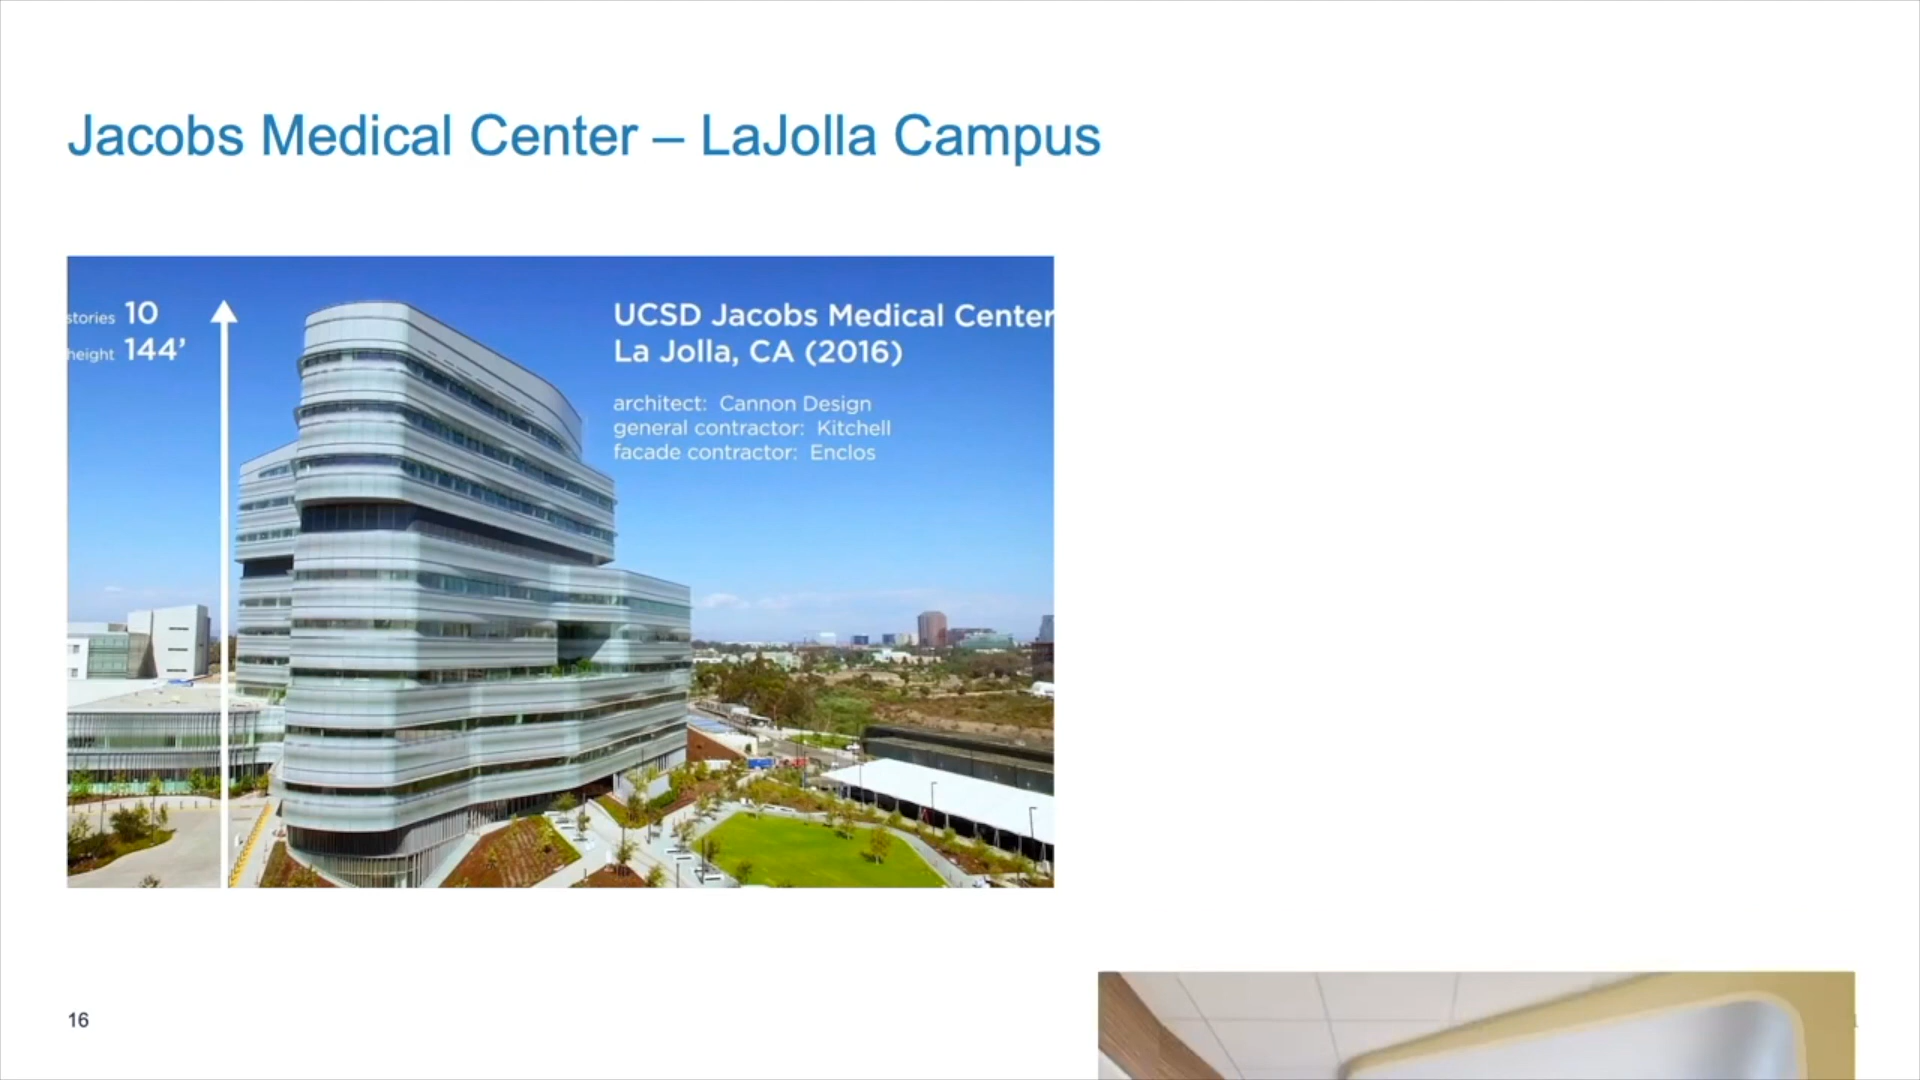 Jacobs Medical Center – LaJolla Campus
stories 10
height 144’
UCSD Jacobs Medical Center
La Jolla, CA (2016)
architect: Cannon Design
general contractor: Kitchell
facade contractor: Enclos
16